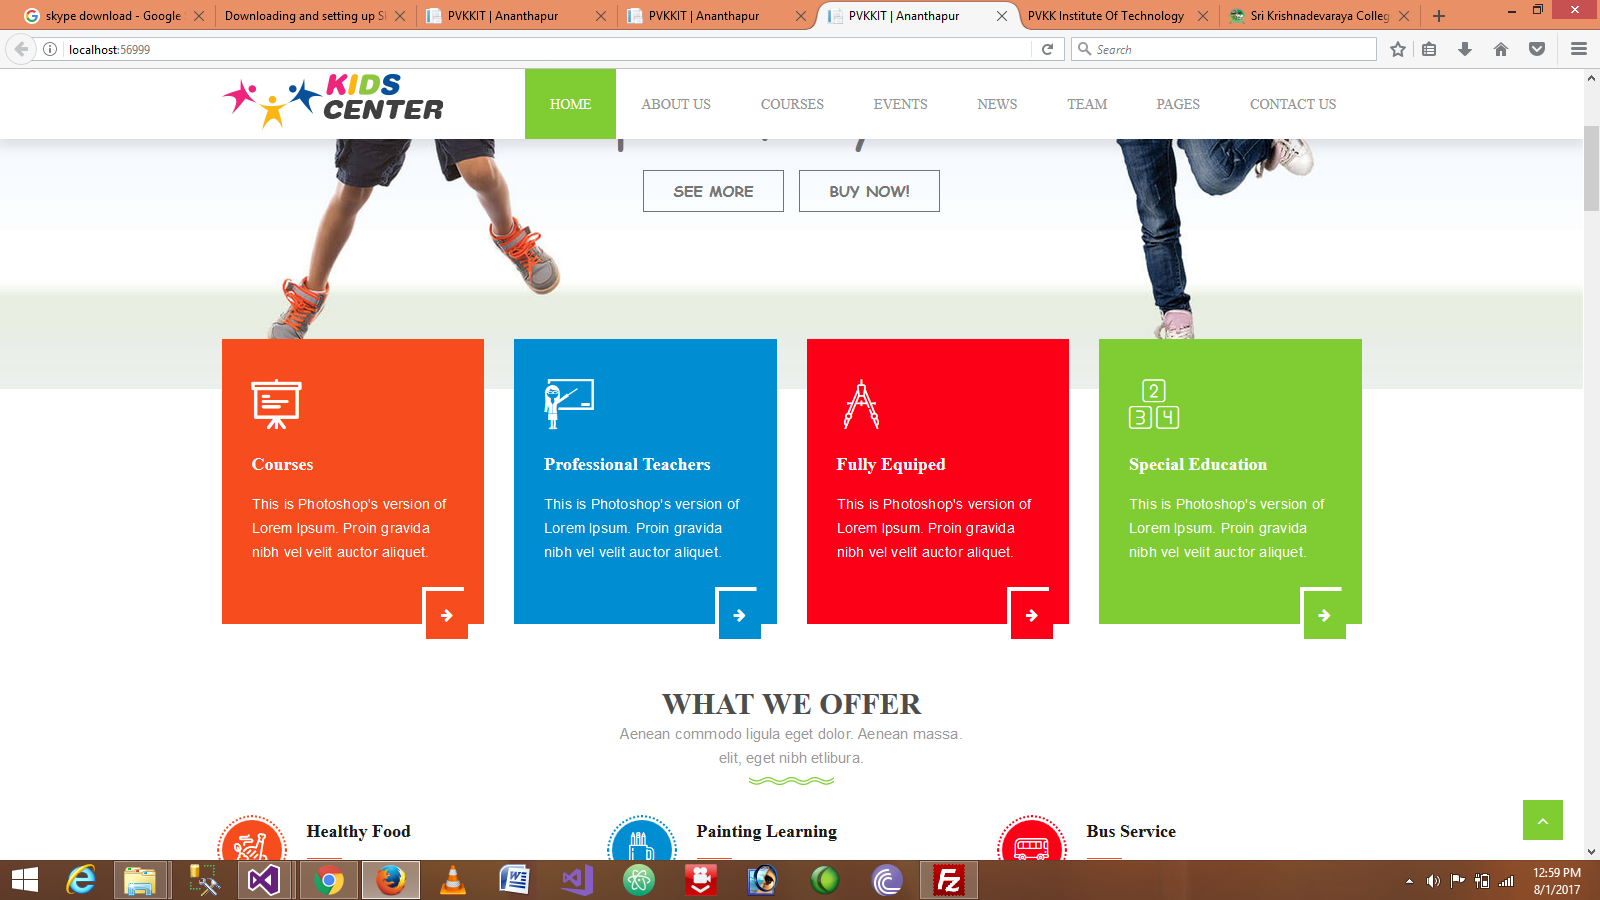 skype download - Google
Downloading and setting up S
PVKKIT | Ananthapur
PVKKIT | Ananthapur
PVKKIT | Ananthapur
PVKK Institute Of Technology
Sri Krishnadevaraya Colleg
localhost:56999
Search
KIDS
CENTER
HOME
ABOUT US
COURSES
EVENTS
NEWS
TEAM
PAGES
CONTACT US
SEE MORE
BUY NOW!
2
3 4
Courses
This is Photoshop's version of
Lorem Ipsum. Proin gravida
nibh vel velit auctor aliquet.
Professional Teachers
This is Photoshop's version of
Lorem Ipsum. Proin gravida
nibh vel velit auctor aliquet.
Fully Equiped
This is Photoshop's version of
Lorem Ipsum. Proin gravida
nibh vel velit auctor aliquet.
Special Education
This is Photoshop's version of
Lorem Ipsum. Proin gravida
nibh vel velit auctor aliquet.
WHAT WE OFFER
Aenean commodo ligula eget dolor. Aenean massa.
elit, eget nibh etlibura.
Healthy Food
Painting Learning
Bus Service
12:59 PM
8/1/2017